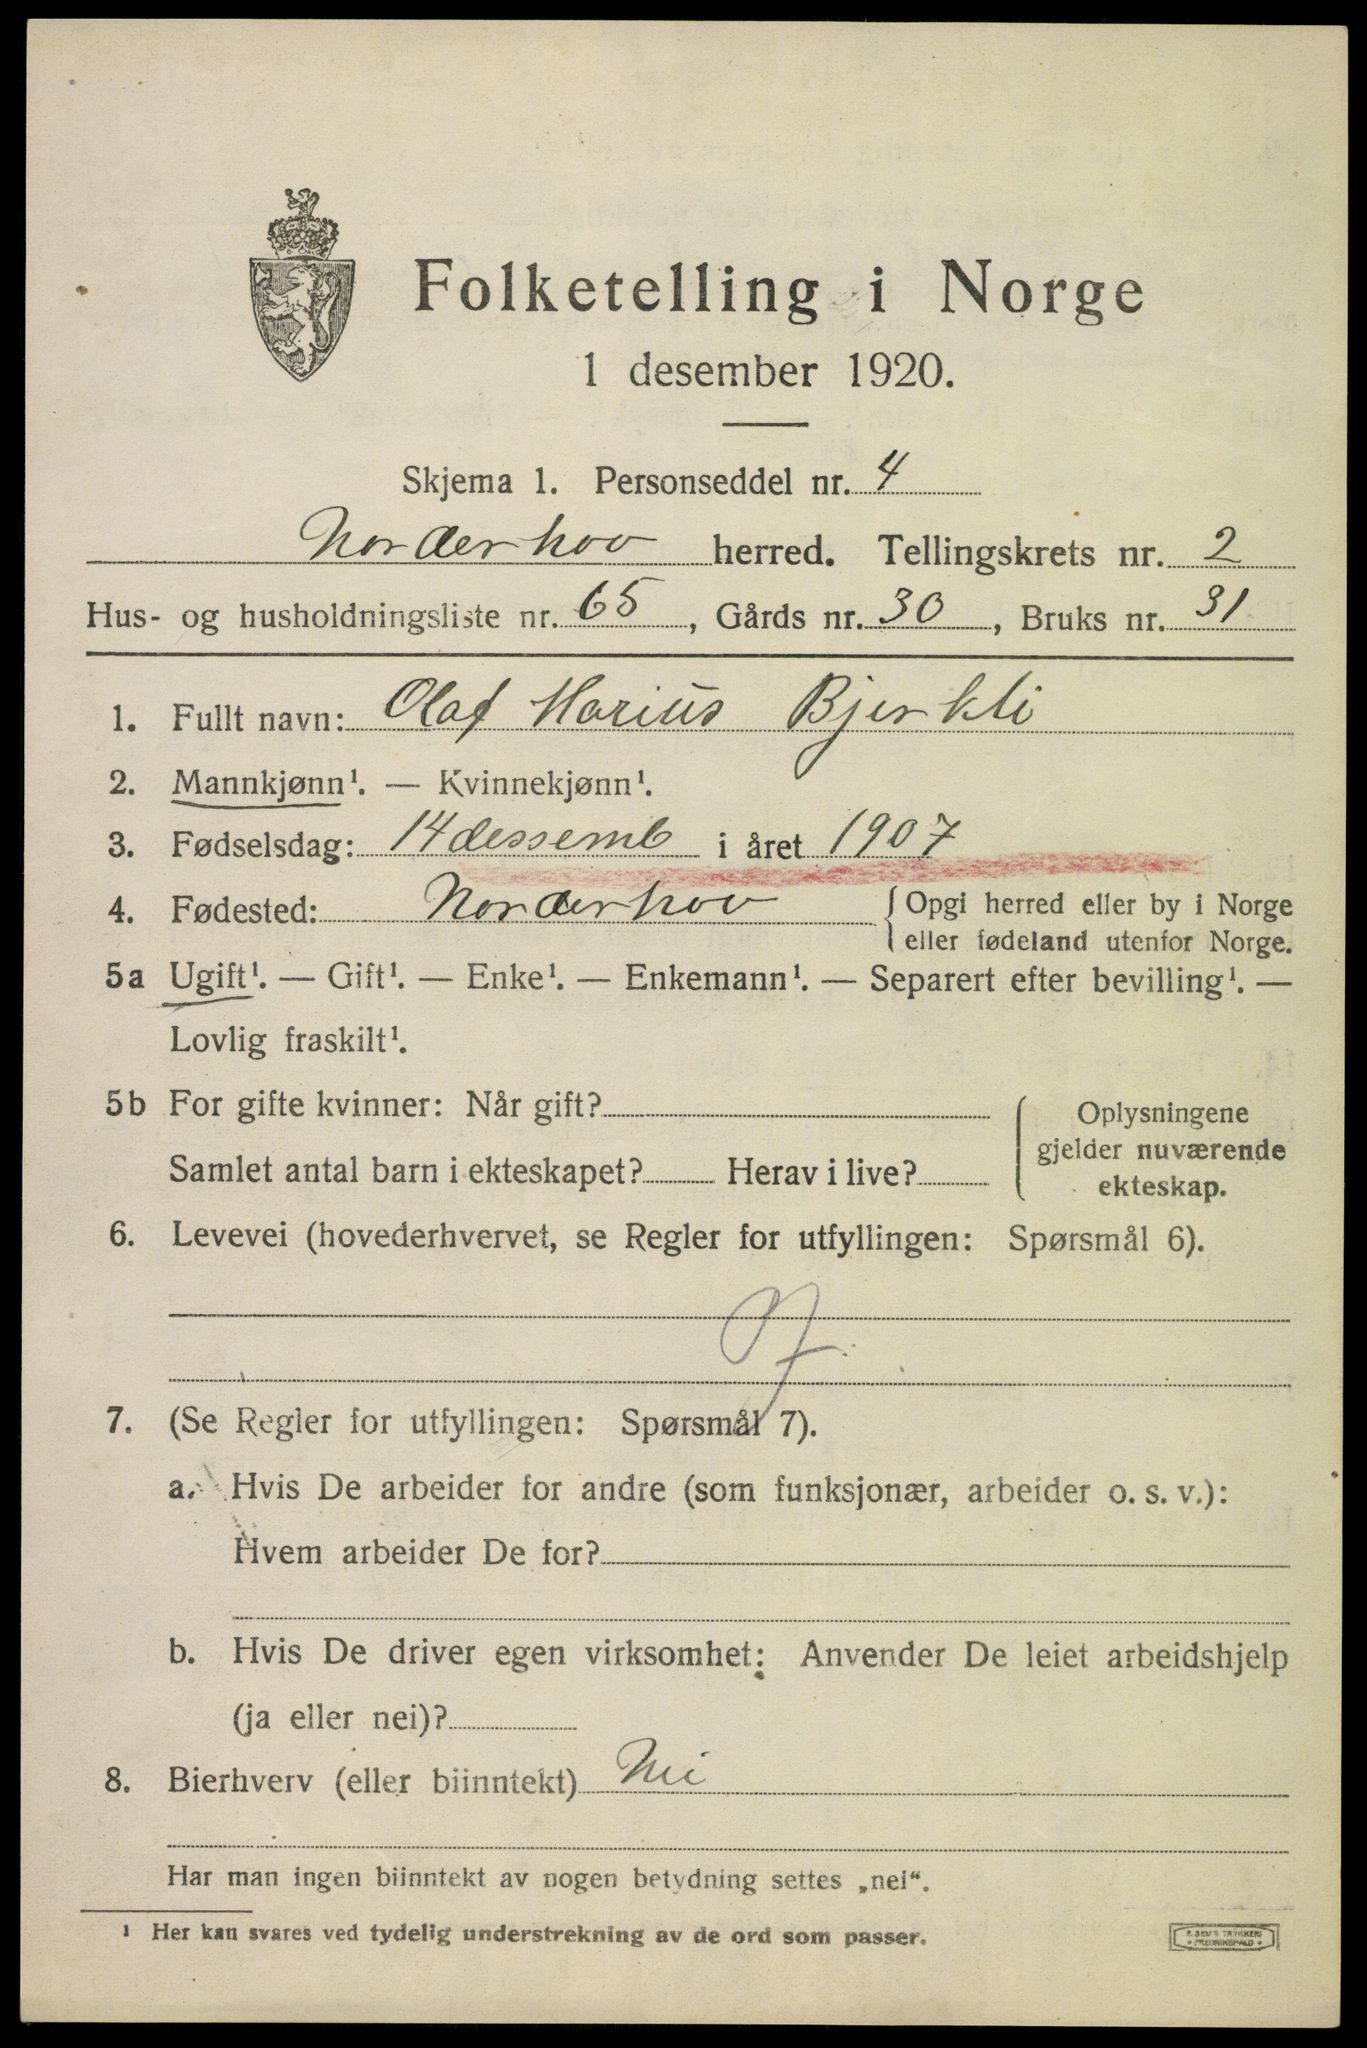 Folketelling i Norge
1 desember 1920.
Skjema 1. Personseddel nr. 4
Norderhov herred. Tellingskrets nr. 2
Hus- og husholdningsliste nr. 65, Gårds nr. 30, Bruks nr. 31
1. Fullt navn: Olaf Marius Bjerkli
2. Mannkjønn¹. — Kvinnekjønn¹.
3. Fødselsdag: 14 dessemb i året 1907
4. Fødested: Norderhov { Opgi herred eller by i Norge
eller fødeland utenfor Norge.
5a Ugift¹. — Gift¹. — Enke¹. — Enkemann¹. — Separert efter bevilling¹. —
Lovlig fraskilt¹.
5b For gifte kvinner: Når gift?
Samlet antal barn i ekteskapet? Herav i live?
Oplysningene
gjelder nuværende
ekteskap.
6. Levevei (hovederhvervet, se Regler for utfyllingen: Spørsmål 6).
7. (Se Regler for utfyllingen: Spørsmål 7).
a. Hvis De arbeider for andre (som funksjonær, arbeider o. s. v.):
Hvem arbeider De for?
b. Hvis De driver egen virksomhet: Anvender De leiet arbeidshjelp
(ja eller nei)?
8. Bierhverv (eller biinntekt) Nei
Har man ingen biinntekt av nogen betydning settes „nei“.
¹ Her kan svares ved tydelig understrekning av de ord som passer.
E. SEM'S TRYKKERI
FREDRIKSHALD